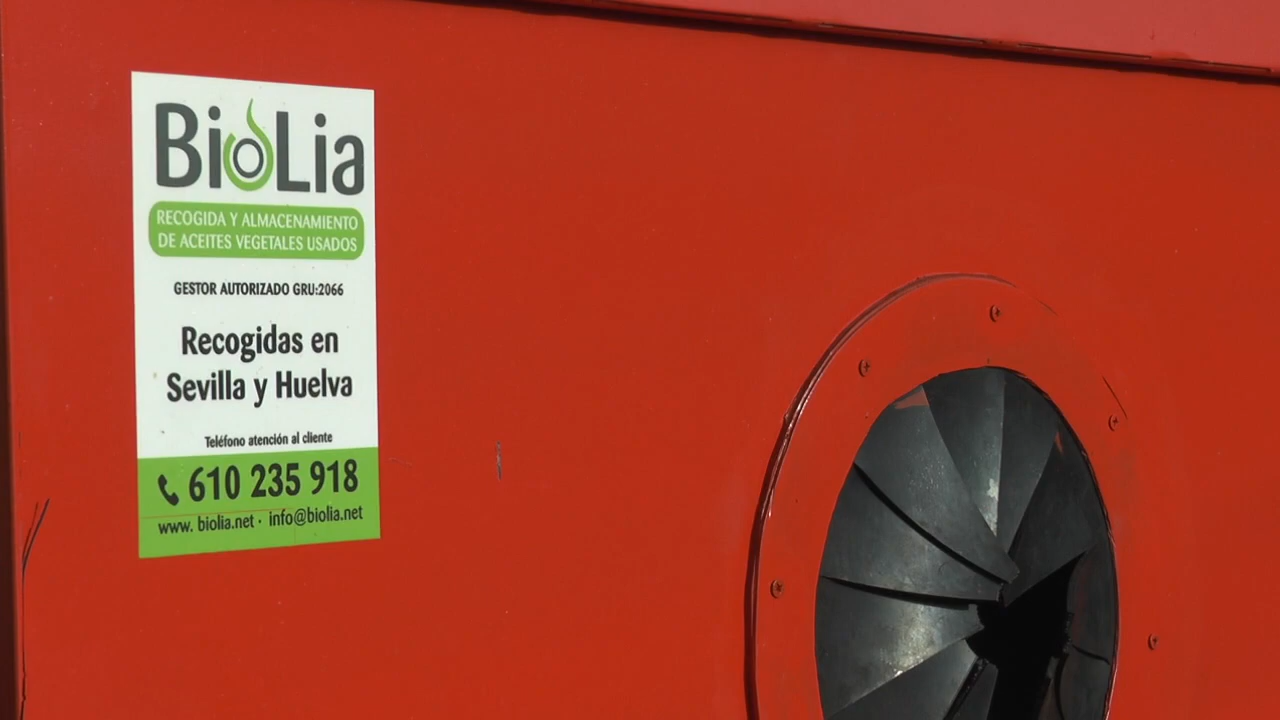 BioLia
RECOGIDA Y ALMACENAMIENTO
DE ACEITES VEGETALES USADOS
GESTOR AUTORIZADO GRU:2066
Recogidas en
Sevilla y Huelva
Teléfono atención al cliente
610 235 918
www. biolia.net · info@biolia.net